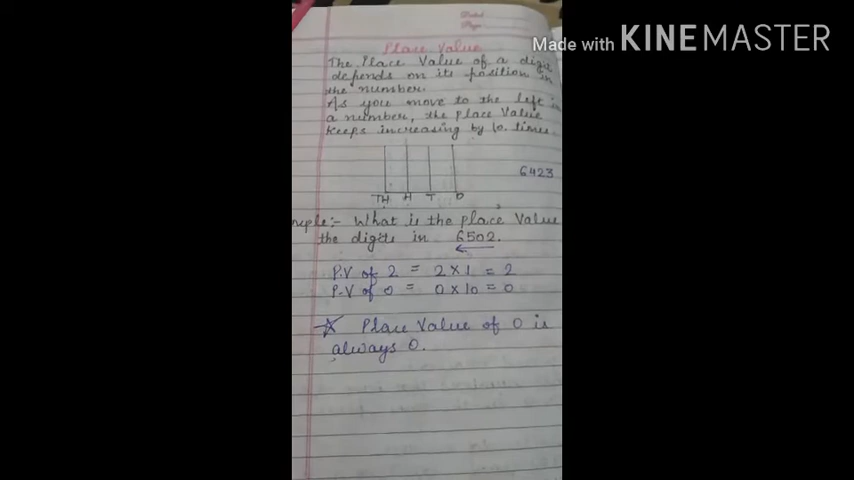 Made with KINEMASTER
Place Value
The Place Value of a digit
depends on its position in
the number.
As you move to the left in
a number, the place Value
keeps increasing by 10 times
6423
TH H T O
mple:- What is the place Value
the digits in 6502.
P.V of 2 = 2 × 1 = 2
P.V of 0 = 0 × 10 = 0
Place Value of 0 is
always 0.